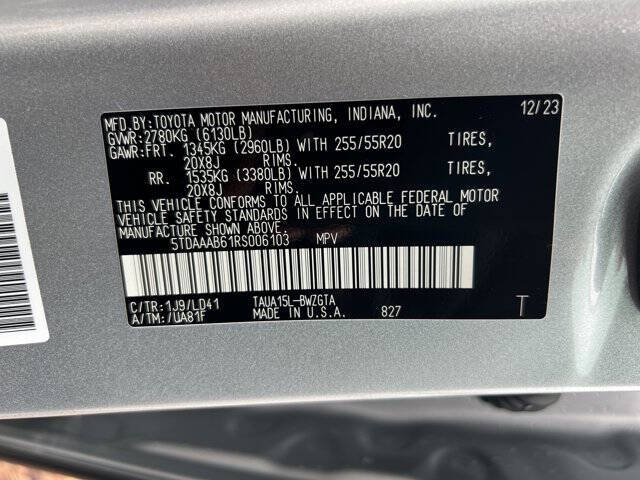 MFD.BY:TOYOTA MOTOR MANUFACTURING, INDIANA, INC. 12/23
GVWR:2780KG (6130LB)
GAWR:FRT. 1345KG (2960LB) WITH 255/55R20 TIRES,
20X8J RIMS.
RR. 1535KG (3380LB) WITH 255/55R20 TIRES,
20X8J RIMS.
THIS VEHICLE CONFORMS TO ALL APPLICABLE FEDERAL MOTOR
VEHICLE SAFETY STANDARDS IN EFFECT ON THE DATE OF
MANUFACTURE SHOWN ABOVE.
5TDAAAB61RS006103 MPV
C/TR:1J9/LD41 TAUA15L-BWZGTA T
A/TM:/UA81F MADE IN U.S.A. 827